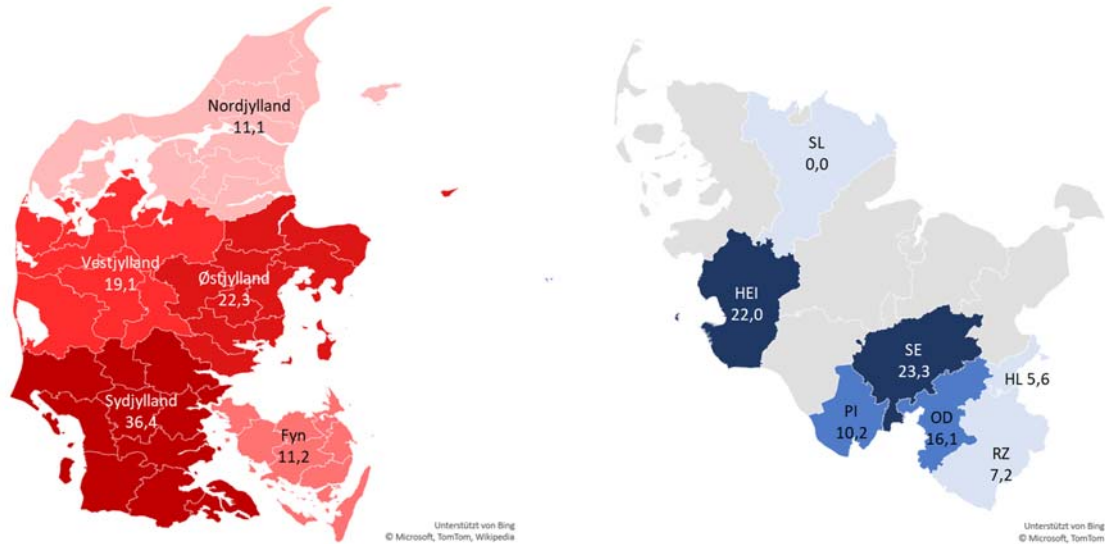 Nordjylland
11,1
Vestjylland
19,1
Østjylland
22,3
Sydjylland
36,4
Fyn
11,2
Unterstützt von Bing
© Microsoft, TomTom, Wikipedia
SL
0,0
HEI
22,0
SE
23,3
HL 5,6
PI
10,2
OD
16,1
RZ
7,2
Unterstützt von Bing
© Microsoft, TomTom